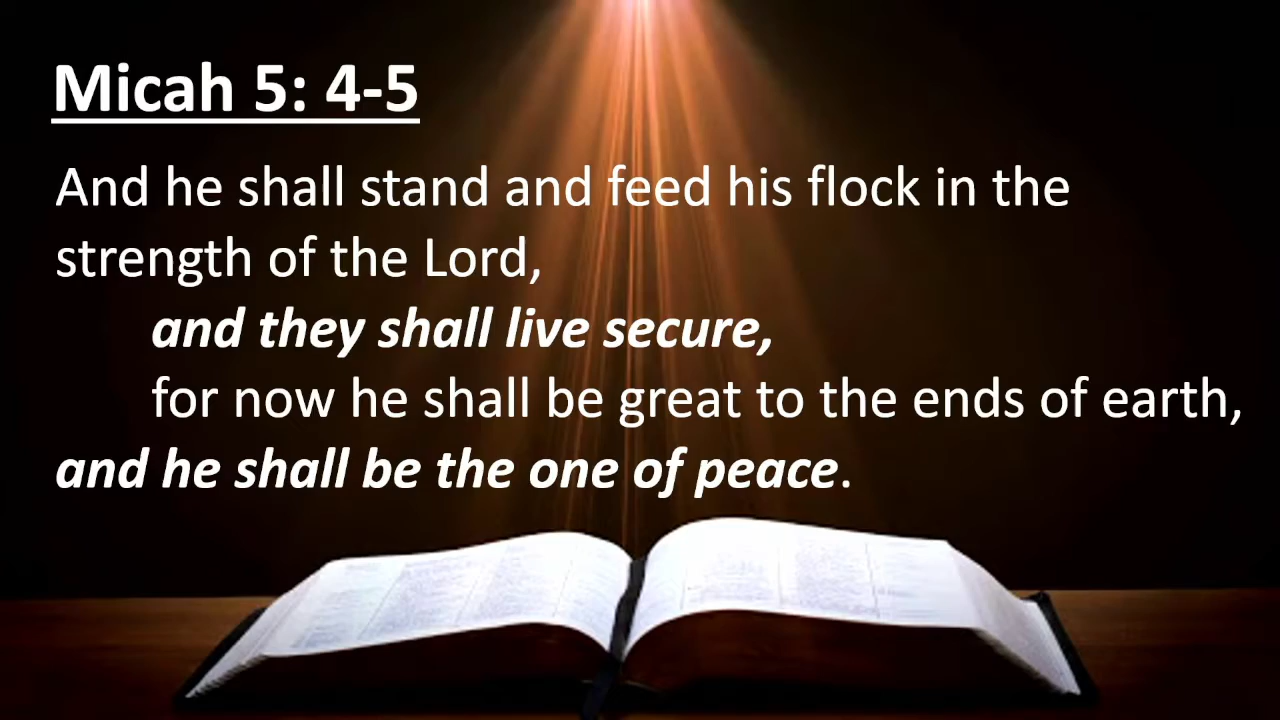 Micah 5: 4-5
And he shall stand and feed his flock in the
strength of the Lord,
and they shall live secure,
for now he shall be great to the ends of earth,
and he shall be the one of peace.